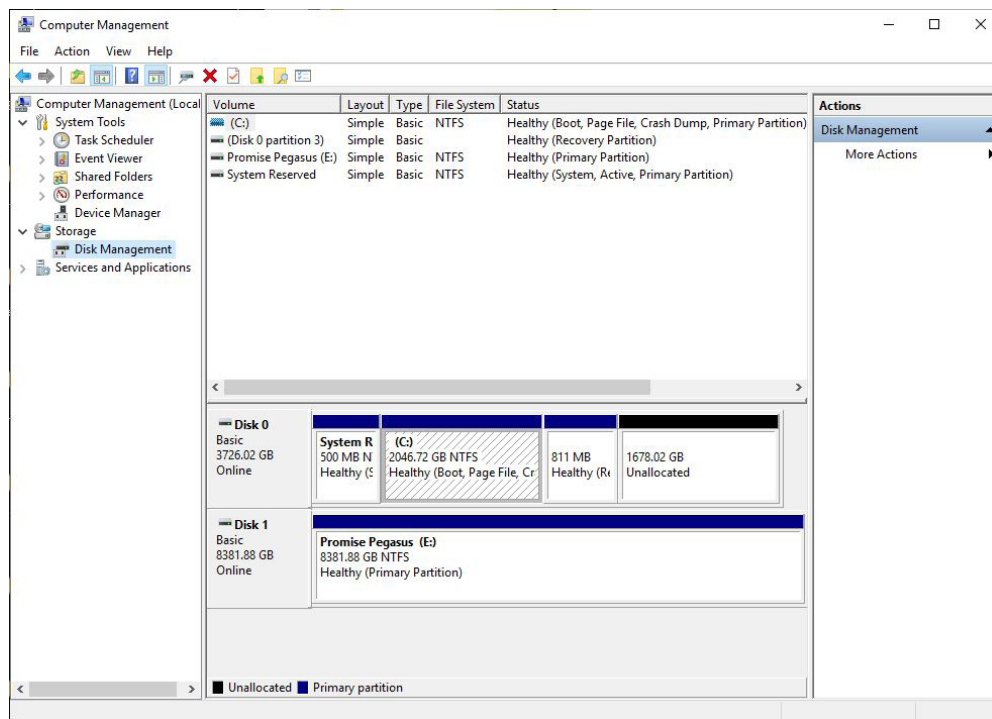 Computer Management
File Action View Help
Computer Management (Local
System Tools
Task Scheduler
Event Viewer
Shared Folders
Performance
Device Manager
Storage
Disk Management
Services and Applications
Volume Layout Type File System Status
(C:) Simple Basic NTFS Healthy (Boot, Page File, Crash Dump, Primary Partition)
(Disk 0 partition 3) Simple Basic Healthy (Recovery Partition)
Promise Pegasus (E:) Simple Basic NTFS Healthy (Primary Partition)
System Reserved Simple Basic NTFS Healthy (System, Active, Primary Partition)
Disk 0
Basic
3726.02 GB
Online
System R
500 MB N
Healthy (S
(C:)
2046.72 GB NTFS
Healthy (Boot, Page File, Cr
811 MB
Healthy (Re
1678.02 GB
Unallocated
Disk 1
Basic
8381.88 GB
Online
Promise Pegasus (E:)
8381.88 GB NTFS
Healthy (Primary Partition)
Unallocated Primary partition
Actions
Disk Management
More Actions